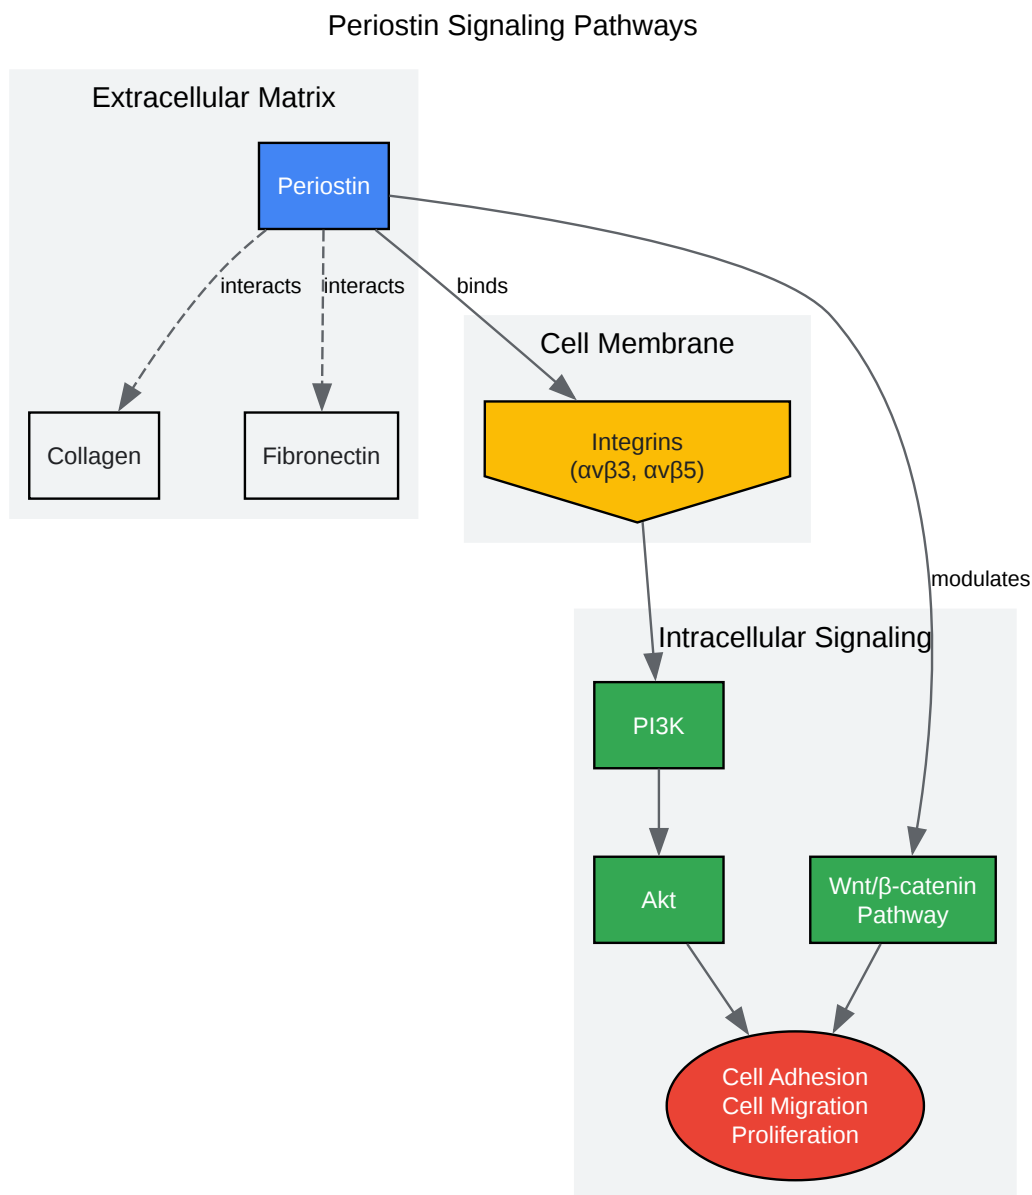 Periostin Signaling Pathways
Extracellular Matrix
Periostin
interacts
interacts
binds
Cell Membrane
Collagen
Fibronectin
Integrins
(αvβ3, αvβ5)
modulates
Intracellular Signaling
PI3K
Akt
Wnt/β-catenin
Pathway
Cell Adhesion
Cell Migration
Proliferation